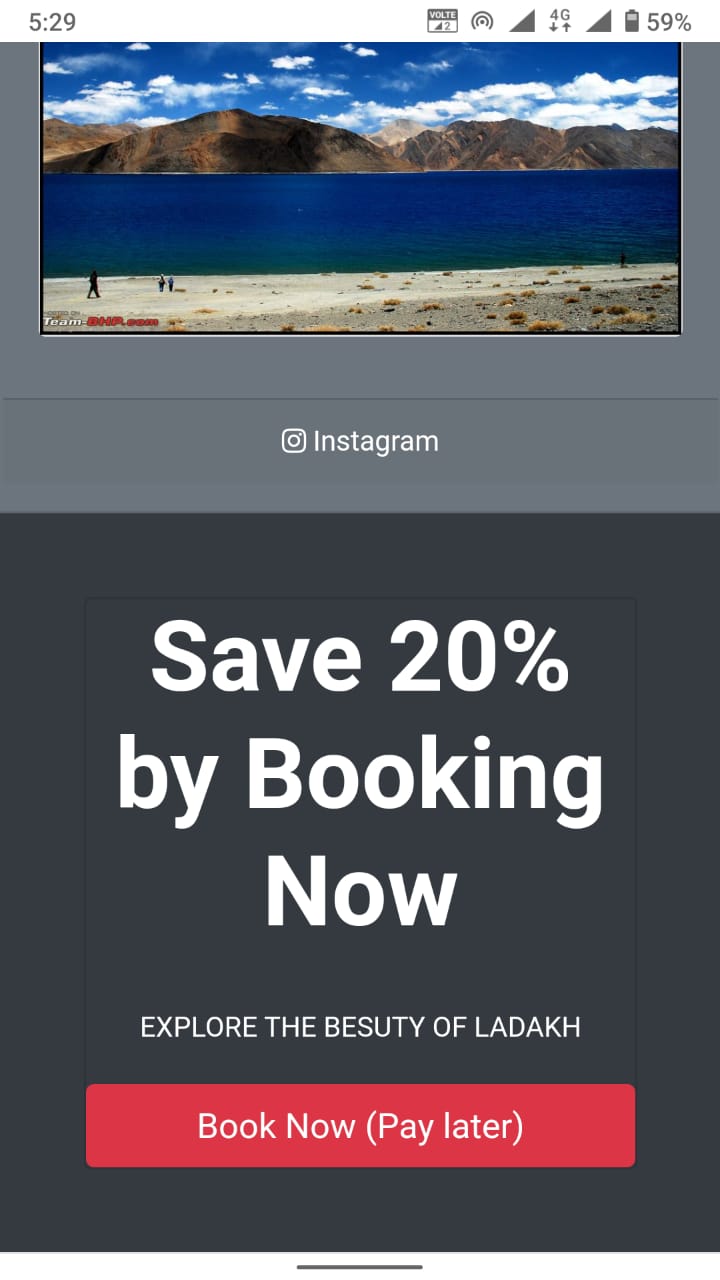 5:29
VOLTE
2
4G
59%
Team-BHP.com
Instagram
Save 20%
by Booking
Now
EXPLORE THE BESUTY OF LADAKH
Book Now (Pay later)